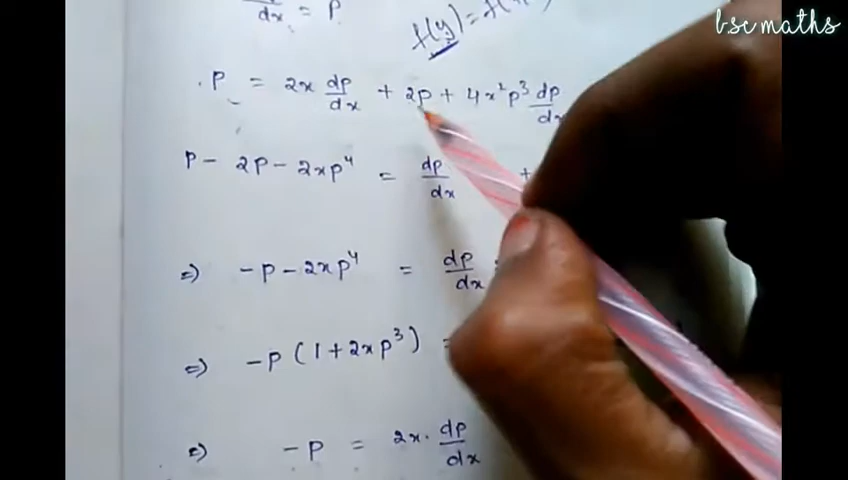 bsc maths
dy/dx = P
f(y) =
P = 2x dp/dx + 2p + 4x²p³ dp/dx
P - 2p - 2xp⁴ = dp/dx +
=) -p - 2xp⁴ = dp/dx
=) -p (1 + 2xp³) =
=) -p = 2x · dp/dx